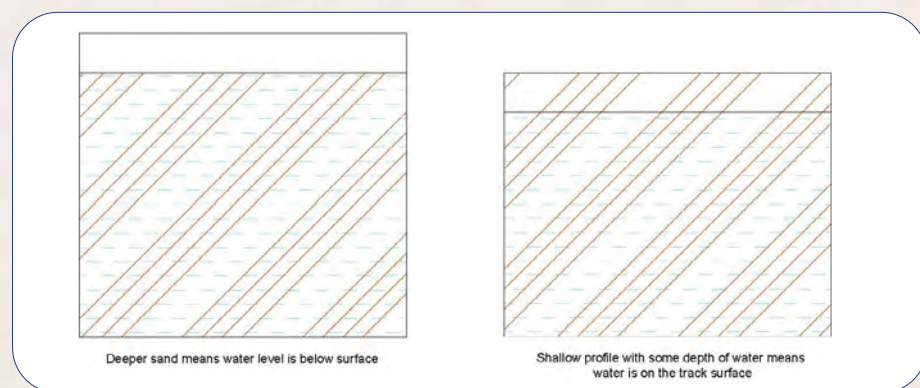 Deeper sand means water level is below surface
Shallow profile with some depth of water means
water is on the track surface